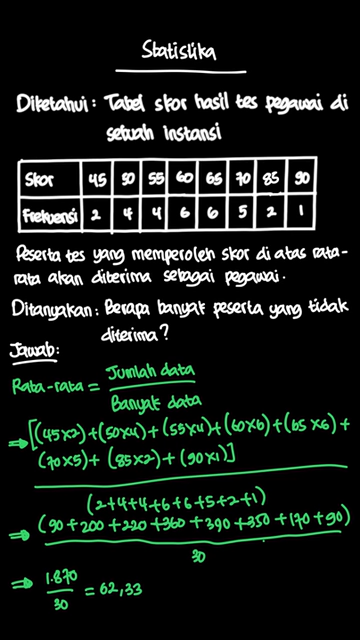 Statistika
Diketahui: Tabel skor hasil tes pegawai di
sebuah instansi
Skor 45 50 55 60 65 70 85 90
Frekuensi 2 4 4 6 6 5 2 1
Peserta tes yang memperoleh skor di atas rata-
rata akan diterima sebagai pegawai.
Ditanyakan: Berapa banyak peserta yang tidak
diterima?
Jawab:
Rata-rata = Jumlah data
Banyak data
⇒ [(45×2)+(50×4)+(55×4)+(60×6)+(65×6)+
(70×5)+(85×2)+(90×1)]
(2+4+4+6+6+5+2+1)
⇒ (90+200+220+360+390+350+170+90)
30
⇒ 1.870
30
= 62,33